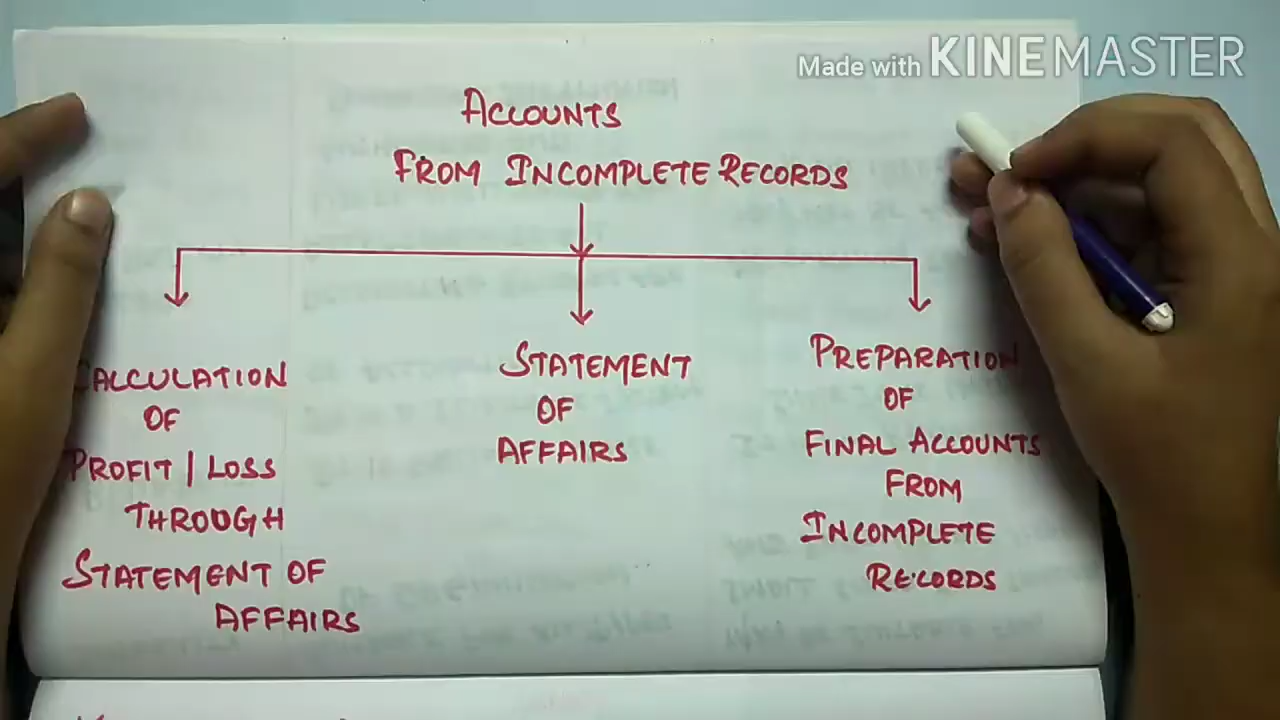 Made with KINEMASTER
ACCOUNTS
FROM INCOMPLETE RECORDS
CALCULATION
OF
PROFIT | LOSS
THROUGH
STATEMENT OF
AFFAIRS
STATEMENT
OF
AFFAIRS
PREPARATION
OF
FINAL ACCOUNTS
FROM
INCOMPLETE
RECORDS